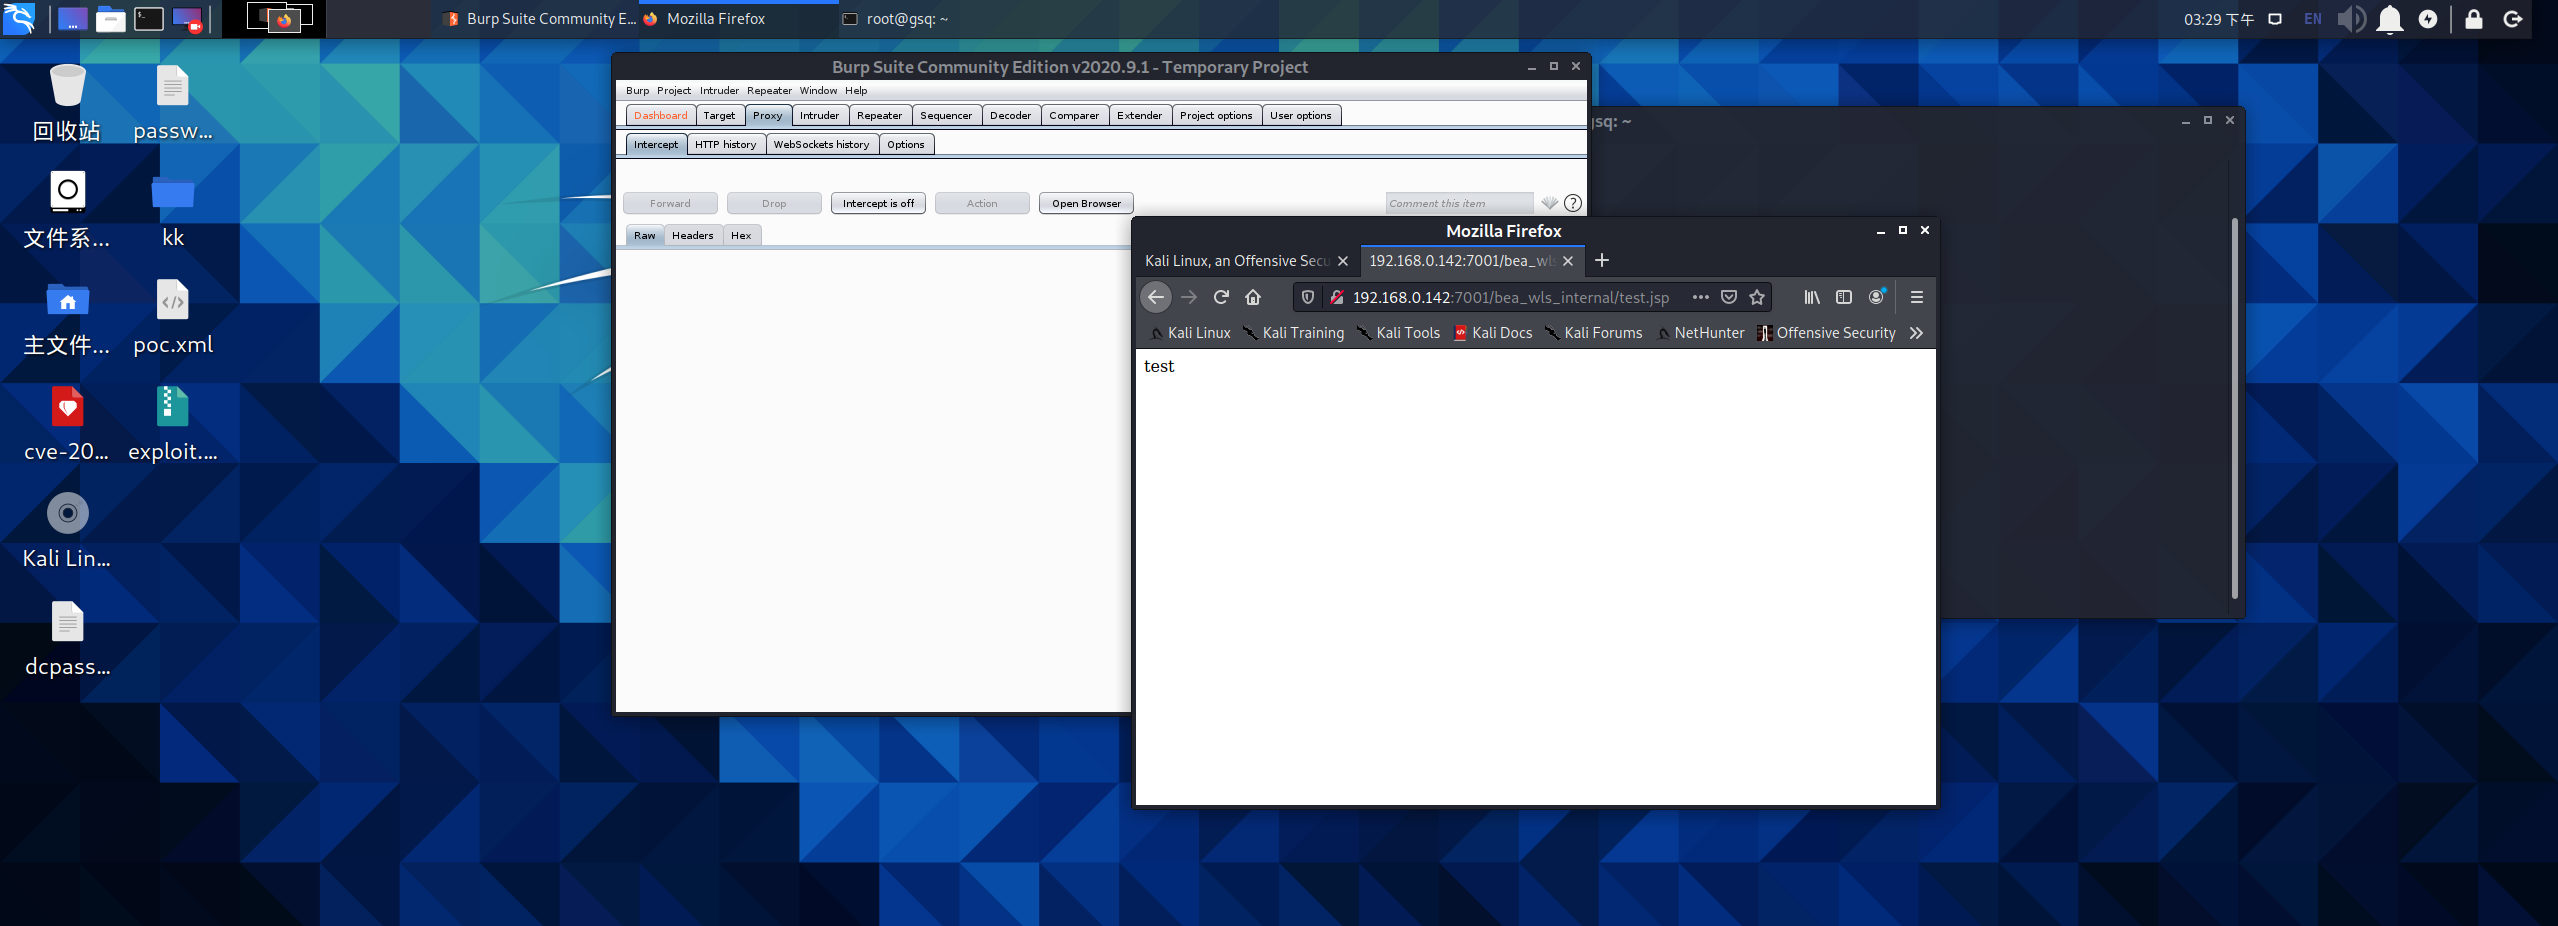 Burp Suite Community E...
Mozilla Firefox
root@gsq: ~
03:29 下午
EN
回收站
passw...
文件系...
kk
主文件...
poc.xml
cve-20...
exploit....
Kali Lin...
dcpass...
Burp Suite Community Edition v2020.9.1 - Temporary Project
Burp Project Intruder Repeater Window Help
Dashboard Target Proxy Intruder Repeater Sequencer Decoder Comparer Extender Project options User options
Intercept HTTP history WebSockets history Options
Forward Drop Intercept is off Action Open Browser Comment this item ?
Raw Headers Hex
gsq: ~
Mozilla Firefox
Kali Linux, an Offensive Secu
192.168.0.142:7001/bea_wls
192.168.0.142:7001/bea_wls_internal/test.jsp
Kali Linux Kali Training Kali Tools Kali Docs Kali Forums NetHunter Offensive Security
test